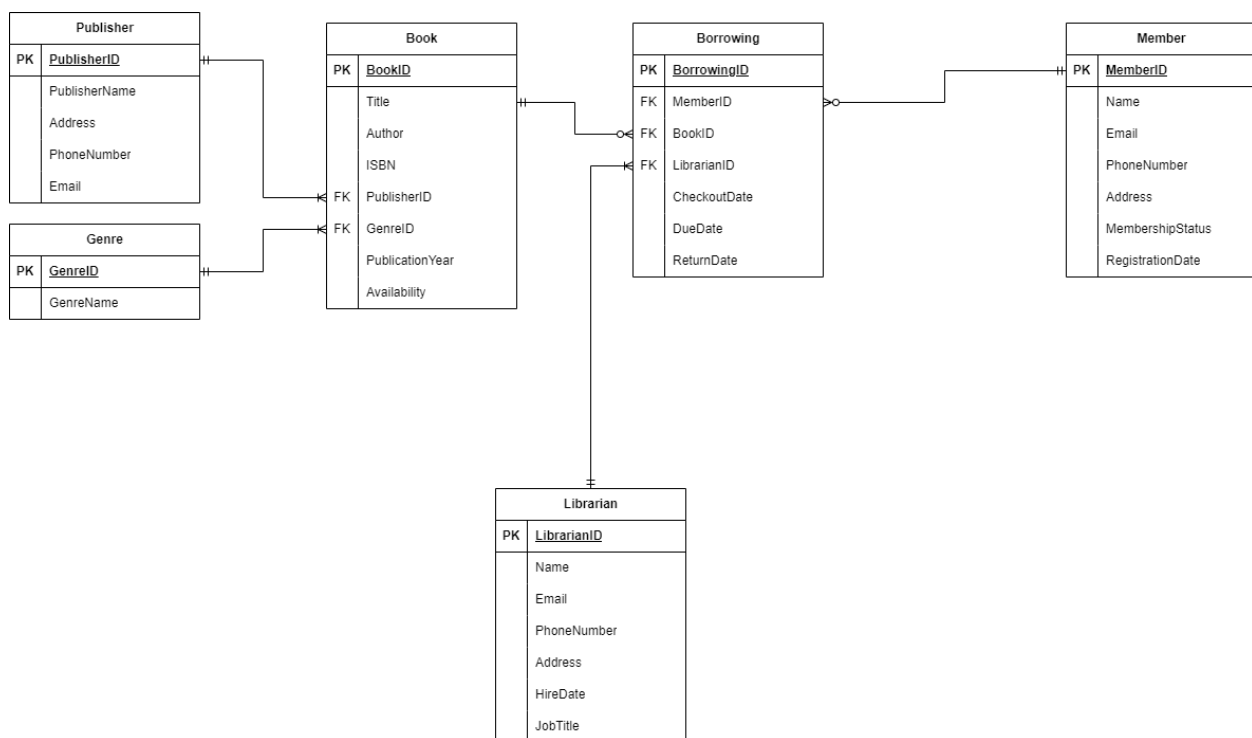 Publisher
PK PublisherID
PublisherName
Address
PhoneNumber
Email
Genre
PK GenreID
GenreName
Book
PK BookID
Title
Author
ISBN
FK PublisherID
FK GenreID
PublicationYear
Availability
Borrowing
PK BorrowingID
FK MemberID
FK BookID
FK LibrarianID
CheckoutDate
DueDate
ReturnDate
Member
PK MemberID
Name
Email
PhoneNumber
Address
MembershipStatus
RegistrationDate
Librarian
PK LibrarianID
Name
Email
PhoneNumber
Address
HireDate
JobTitle